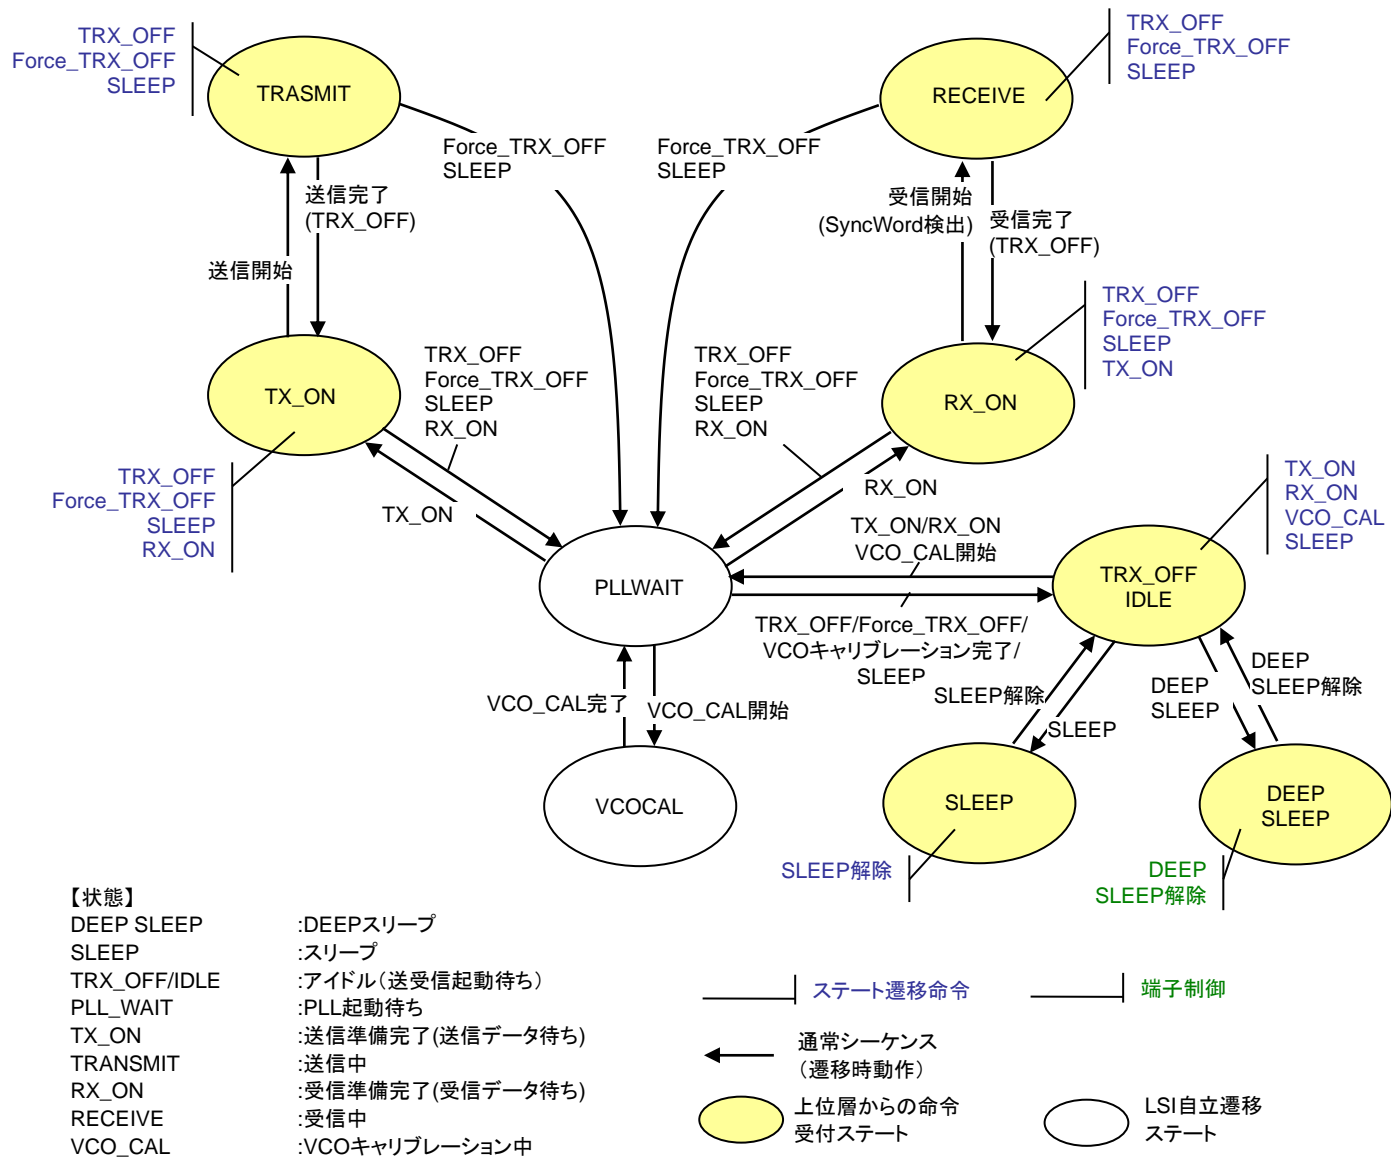 TRX_OFF
Force_TRX_OFF
SLEEP
TRASMIT
Force_TRX_OFF
SLEEP
送信完了
(TRX_OFF)
送信開始
TRX_OFF
Force_TRX_OFF
SLEEP
RECEIVE
Force_TRX_OFF
SLEEP
受信開始
(SyncWord検出)
受信完了
(TRX_OFF)
TX_ON
TRX_OFF
Force_TRX_OFF
SLEEP
RX_ON
TRX_OFF
Force_TRX_OFF
SLEEP
RX_ON
TX_ON
TRX_OFF
Force_TRX_OFF
SLEEP
RX_ON
RX_ON
TRX_OFF
Force_TRX_OFF
SLEEP
TX_ON
RX_ON
PLLWAIT
TX_ON/RX_ON
VCO_CAL開始
TRX_OFF/Force_TRX_OFF/
VCOキャリブレーション完了/
SLEEP
TRX_OFF
IDLE
TX_ON
RX_ON
VCO_CAL
SLEEP
VCO_CAL完了
VCO_CAL開始
VCOCAL
SLEEP解除
SLEEP
DEEP
SLEEP
DEEP
SLEEP解除
SLEEP
SLEEP解除
DEEP
SLEEP
DEEP
SLEEP解除
【状態】
DEEP SLEEP :DEEPスリープ
SLEEP :スリープ
TRX_OFF/IDLE :アイドル（送受信起動待ち）
PLL_WAIT :PLL起動待ち
TX_ON :送信準備完了(送信データ待ち)
TRANSMIT :送信中
RX_ON :受信準備完了(受信データ待ち)
RECEIVE :受信中
VCO_CAL :VCOキャリブレーション中
ステート遷移命令
端子制御
通常シーケンス
（遷移時動作）
上位層からの命令
受付ステート
LSI自立遷移
ステート